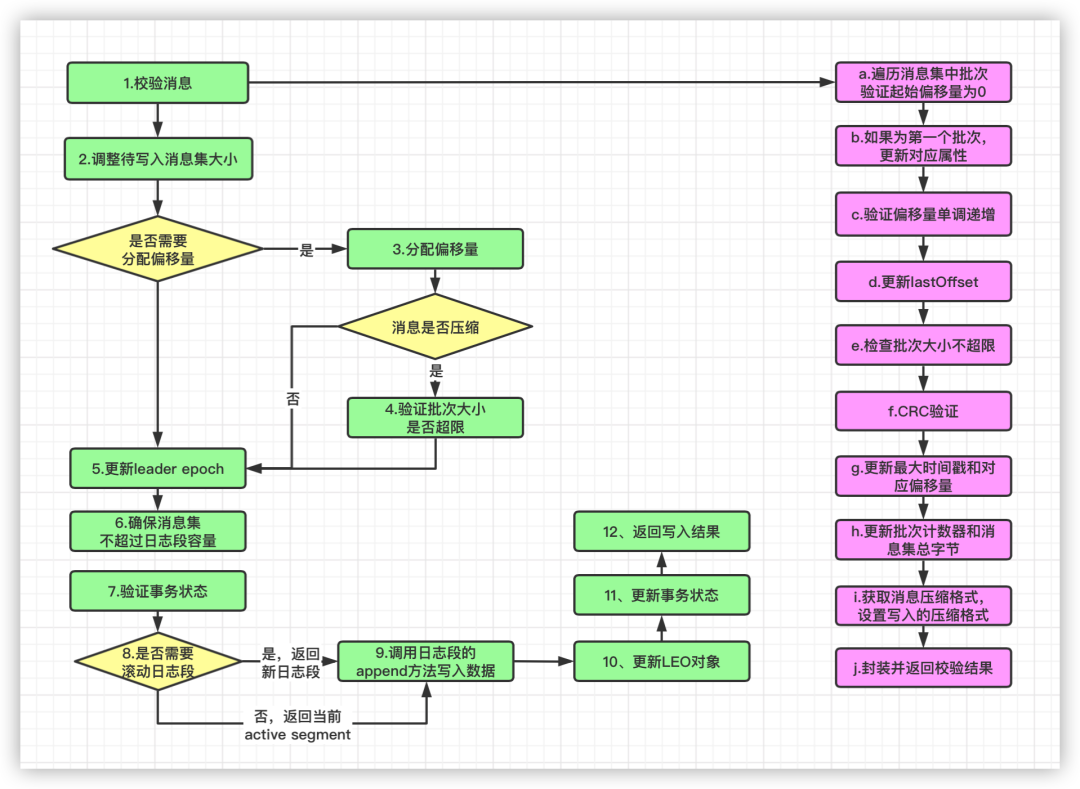 1.校验消息
2.调整待写入消息集大小
是否需要
分配偏移量
是
3.分配偏移量
消息是否压缩
是
否
4.验证批次大小
是否超限
5.更新leader epoch
6.确保消息集
不超过日志段容量
7.验证事务状态
8.是否需要
滚动日志段
是，返回
新日志段
否，返回当前
active segment
9.调用日志段的
append方法写入数据
10、更新LEO对象
11、更新事务状态
12、返回写入结果
a.遍历消息集中批次
验证起始偏移量为0
b.如果为第一个批次，
更新对应属性
c.验证偏移量单调递增
d.更新lastOffset
e.检查批次大小不超限
f.CRC验证
g.更新最大时间戳和对
应偏移量
h.更新批次计数器和消
息集总字节
i.获取消息压缩格式，
设置写入的压缩格式
j.封装并返回校验结果